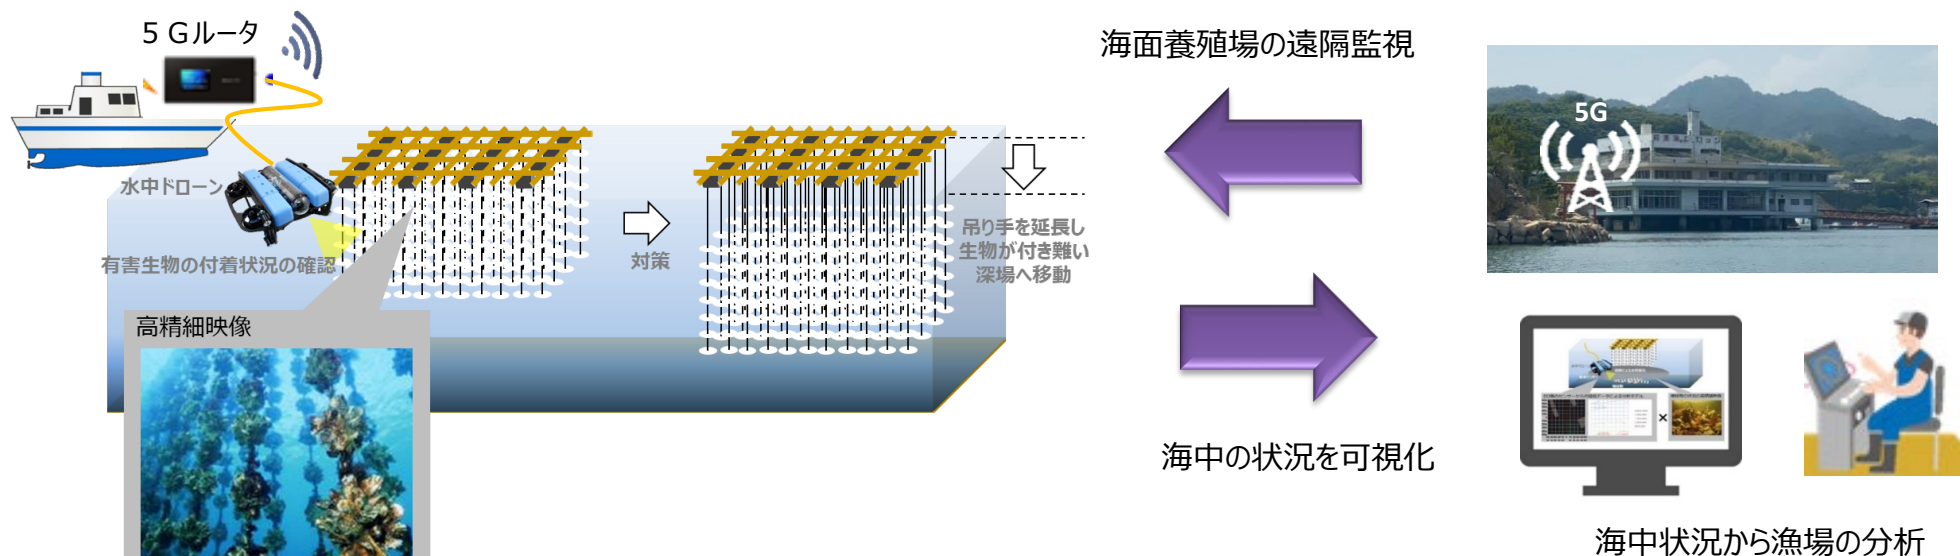 ５Ｇルータ
海面養殖場の遠隔監視
5G
水中ドローン
有害生物の付着状況の確認
対策
吊り手を延長し
生物が付き難い
深場へ移動
高精細映像
海中の状況を可視化
×
海中状況から漁場の分析